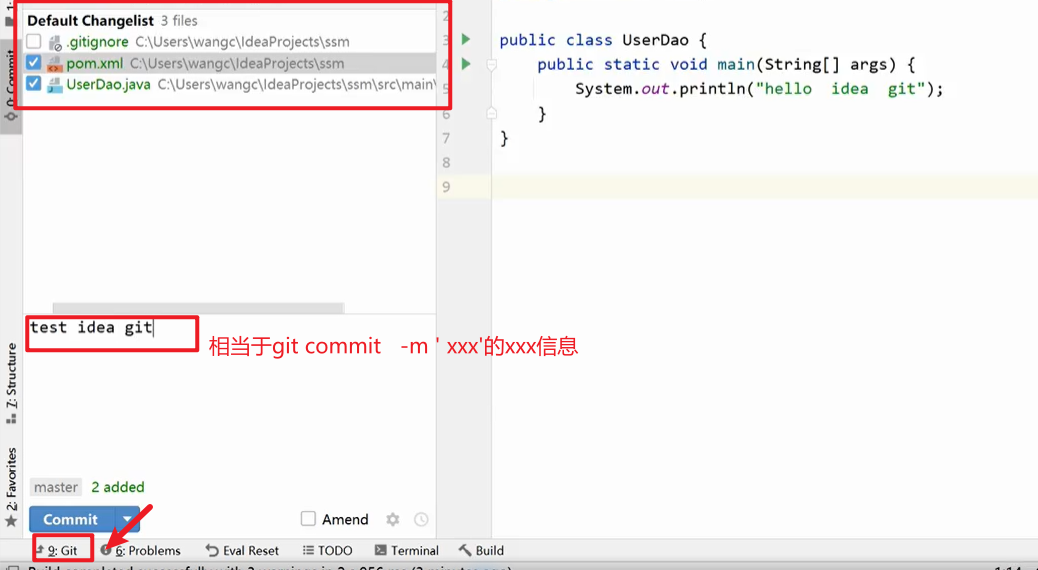 Default Changelist 3 files
.gitignore C:\Users\wangc\IdeaProjects\ssm
pom.xml C:\Users\wangc\IdeaProjects\ssm
UserDao.java C:\Users\wangc\IdeaProjects\ssm\src\main\
2
3 public class UserDao {
4 public static void main(String[] args) {
5 System.out.println("hello idea git");
6 }
7 }
8
9
0: Commit
test idea git
相当于git commit -m ' xxx'的xxx信息
Z: Structure
2: Favorites
master 2 added
Commit Amend
9: Git 6: Problems Eval Reset TODO Terminal Build